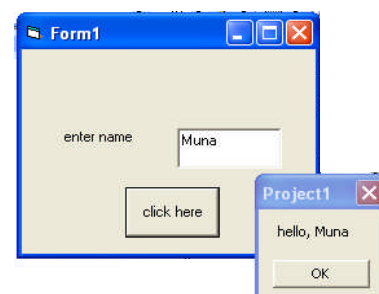 Form1
enter name
Muna
click here
Project1
hello, Muna
OK